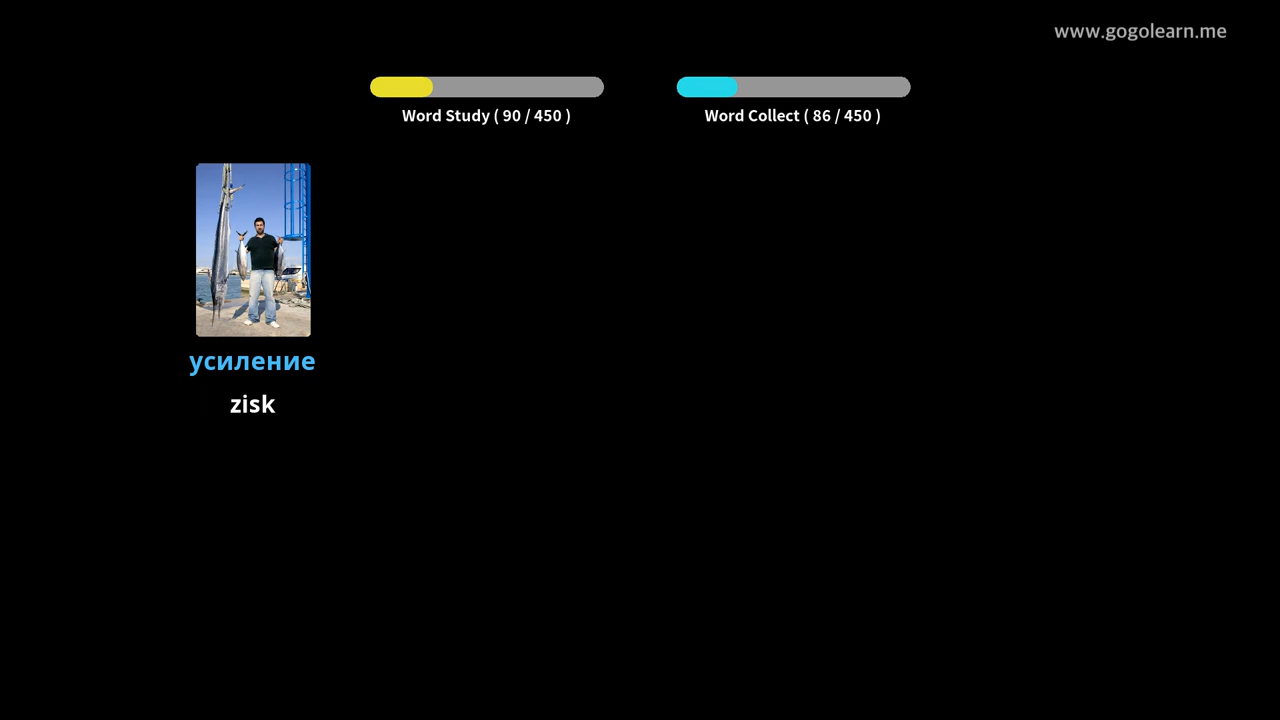 www.gogolearn.me
Word Study ( 90 / 450 )
Word Collect ( 86 / 450 )
усиление
zisk